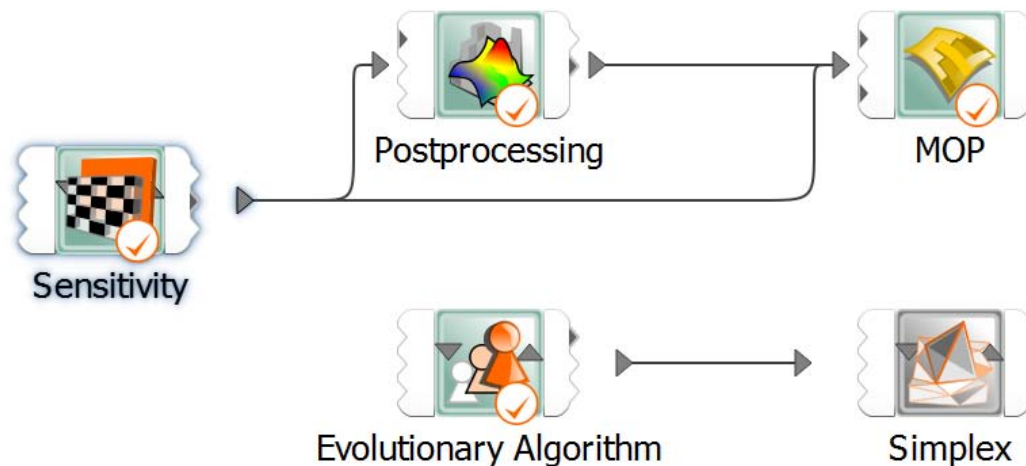 Postprocessing
MOP
Sensitivity
Evolutionary Algorithm
Simplex